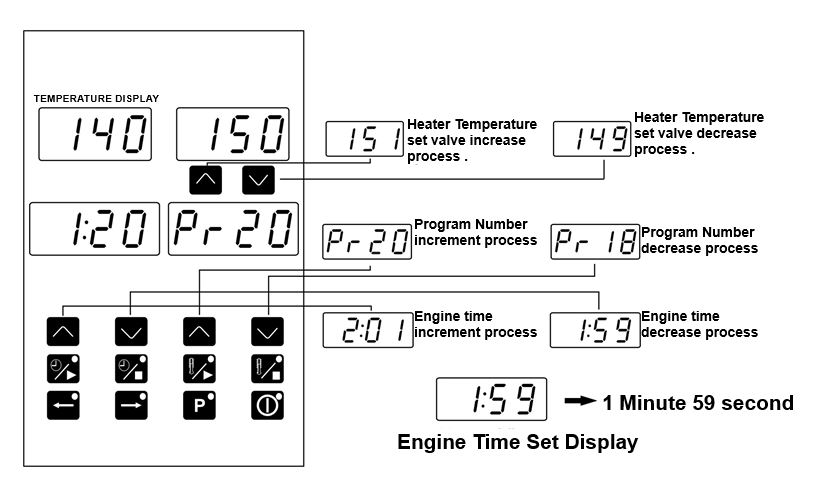 TEMPERATURE DISPLAY
140
150
151
Heater Temperature
set valve increase
process .
149
Heater Temperature
set valve decrease
process .
1:20
Pr 20
Pr 20
Program Number
increment process
Pr 18
Program Number
decrease process
2:01
Engine time
increment process
1:59
Engine time
decrease process
P
1:59
1 Minute 59 second
Engine Time Set Display